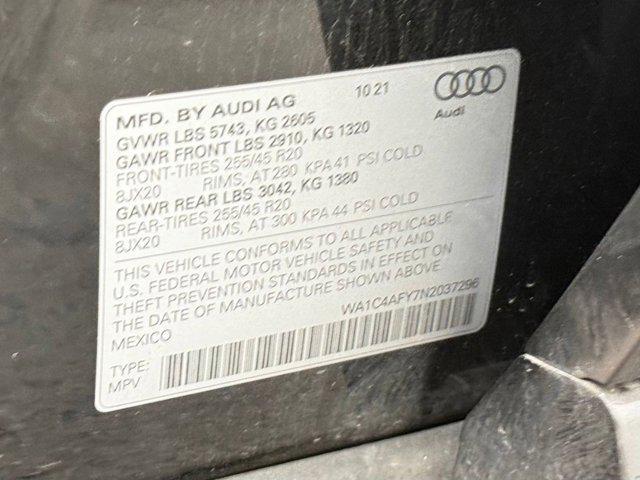 MFD. BY AUDI AG 10 21
Audi
GVWR LBS 5743, KG 2605
GAWR FRONT LBS 2910, KG 1320
FRONT-TIRES 255/45 R20
8JX20 RIMS, AT 280 KPA 41 PSI COLD
GAWR REAR LBS 3042, KG 1380
REAR-TIRES 255/45 R20
8JX20 RIMS, AT 300 KPA 44 PSI COLD
THIS VEHICLE CONFORMS TO ALL APPLICABLE
U.S. FEDERAL MOTOR VEHICLE SAFETY AND
THEFT PREVENTION STANDARDS IN EFFECT ON
THE DATE OF MANUFACTURE SHOWN ABOVE
MEXICO WA1C4AFY7N2037296
TYPE:
MPV